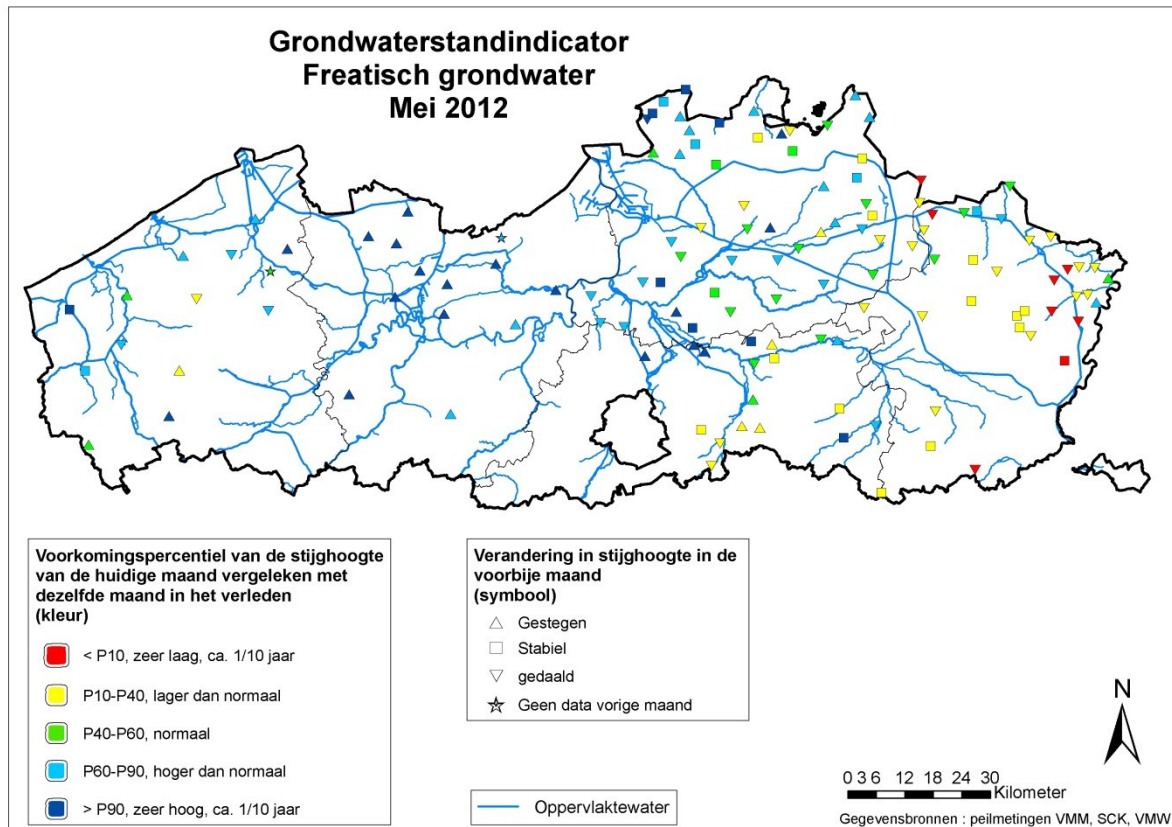 Grondwaterstandindicator
Freatisch grondwater
Mei 2012
Voorkomingspercentiel van de stijghoogte
van de huidige maand vergeleken met
dezelfde maand in het verleden
(kleur)
< P10, zeer laag, ca. 1/10 jaar
P10-P40, lager dan normaal
P40-P60, normaal
P60-P90, hoger dan normaal
> P90, zeer hoog, ca. 1/10 jaar
Verandering in stijghoogte in de
voorbije maand
(symbool)
Gestegen
Stabiel
gedaald
Geen data vorige maand
Oppervlaktewater
N
0 3 6 12 18 24 30
Kilometer
Gegevensbronnen : peilmetingen VMM, SCK, VMW